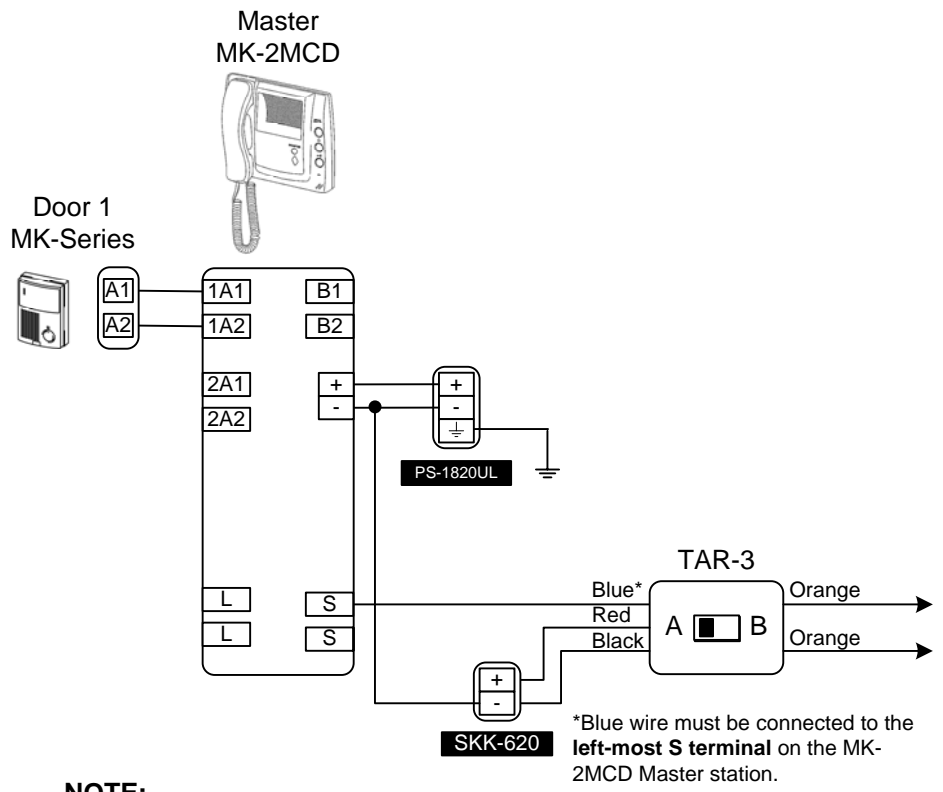 Master
MK-2MCD
Door 1
MK-Series
A1
A2
1A1
1A2
2A1
2A2
L
L
B1
B2
+
-
S
S
+
-
PS-1820UL
TAR-3
Blue*
Red
Black
A
B
Orange
Orange
+
-
SKK-620
*Blue wire must be connected to the
left-most S terminal on the MK-
2MCD Master station.
NOTE: